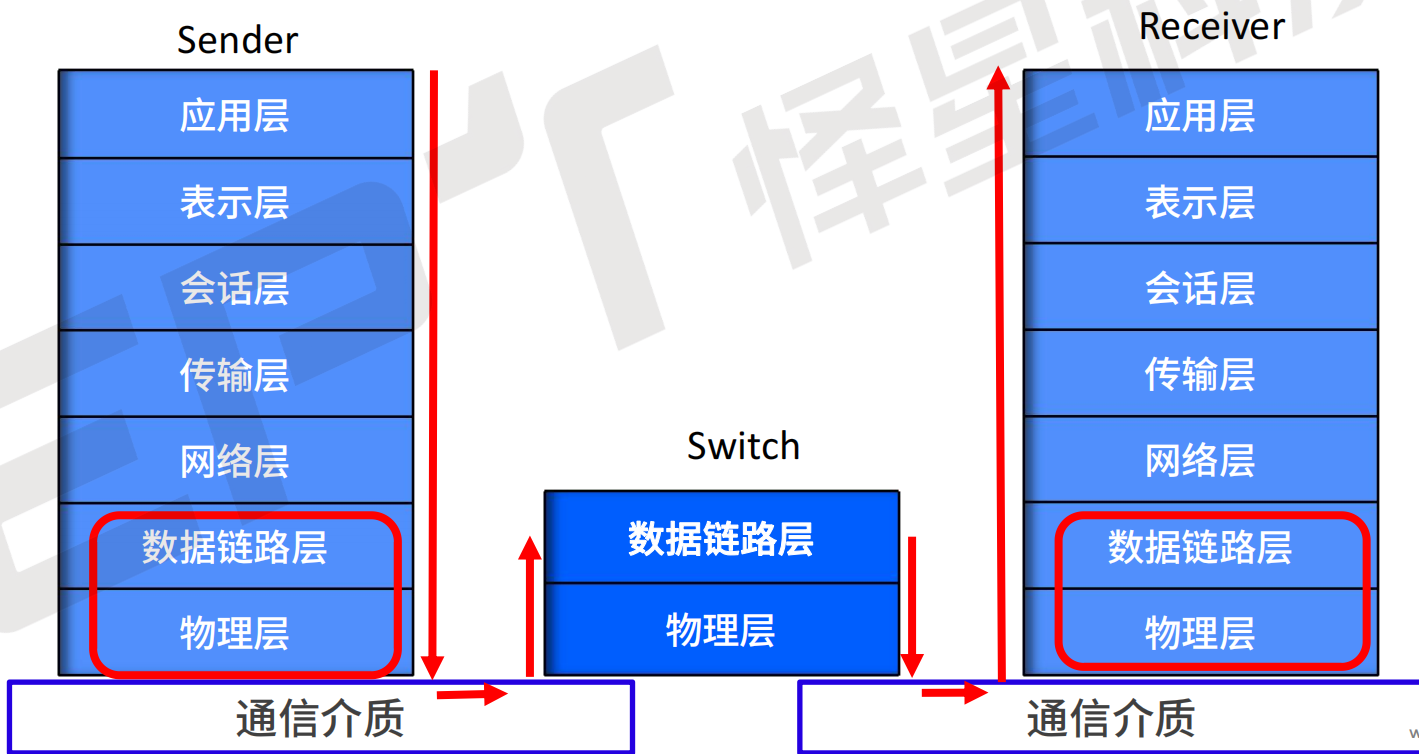 Sender
应用层
表示层
会话层
传输层
网络层
数据链路层
物理层
通信介质
Switch
数据链路层
物理层
Receiver
应用层
表示层
会话层
传输层
网络层
数据链路层
物理层
通信介质
怿星科